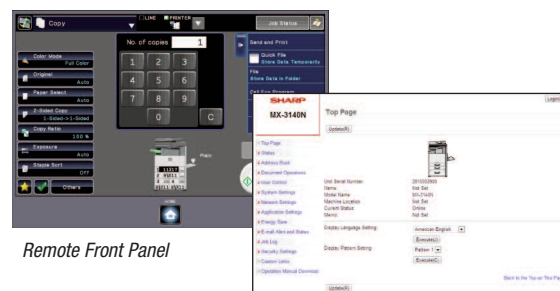 Copy
LINE
PRINTER
Job Status
No. of copies
1
Color Mode
Full Color
Original
Auto
Paper Select
Auto
2-Sided Copy
1-Sided->1-Sided
Copy Ratio
100 %
Exposure
Auto
Staple Sort
OFF
Others
1 2 3
4 5 6
7 8 9
0 C
Plain
Send and Print
Quick File
Store Data Temporarily
File
Store Data in Folder
Remote Front Panel
SHARP
MX-3140N
Top Page
Update(R)
Top Page
Status
Address Book
Document Operations
User Control
System Settings
Network Settings
Application Settings
Energy Save
E-mail Alert and Status
Job Log
Security Settings
Custom Links
Operation Manual Download
Unit Serial Number:
Name: Not Set
Model Name: MX-3140N
Machine Location: Not Set
Current Status: Online
Memo: Not Set
Display Language Setting: American English
Execute(J)
Display Pattern Setting: Pattern 1
Back to the Top on This Page
Update(R)